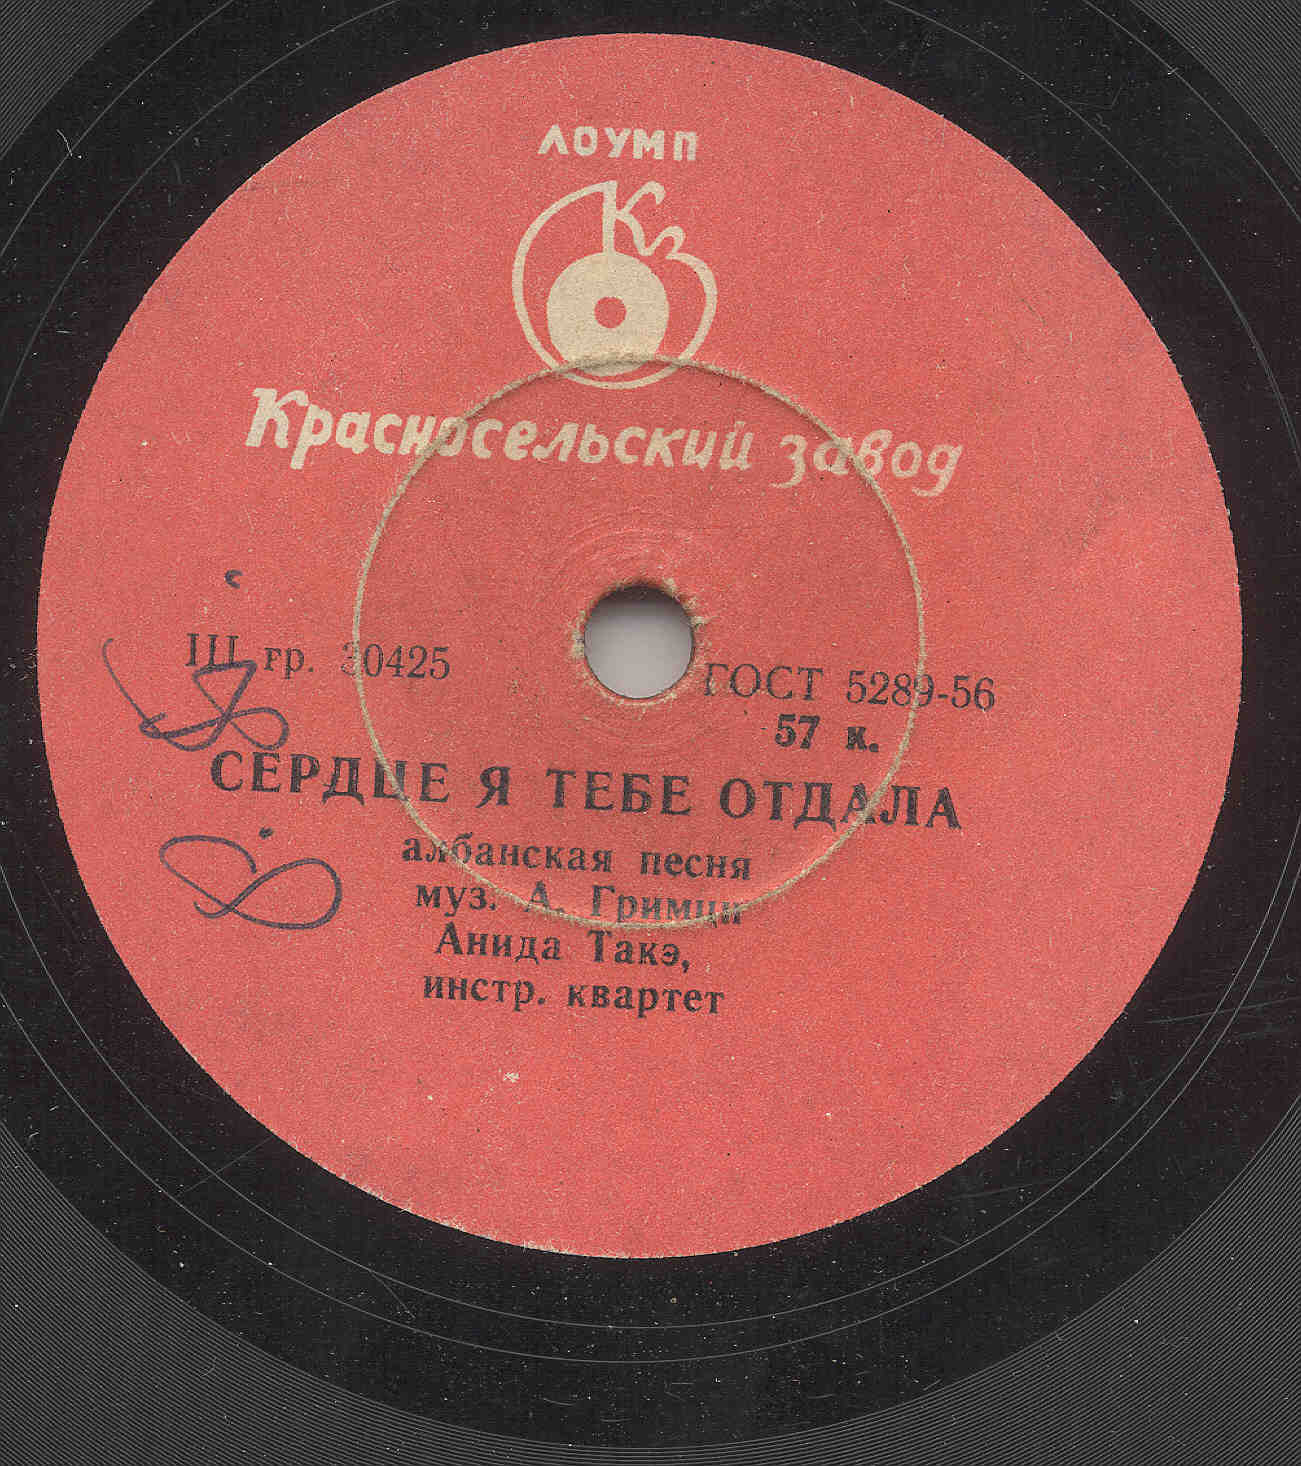 ЛОУМП
Кз
Красносельский завод
III гр. 30425
ГОСТ 5289-56
57 к.
СЕРДЦЕ Я ТЕБЕ ОТДАЛА
албанская песня
муз. А. Гримци
Анида Такэ,
инстр. квартет